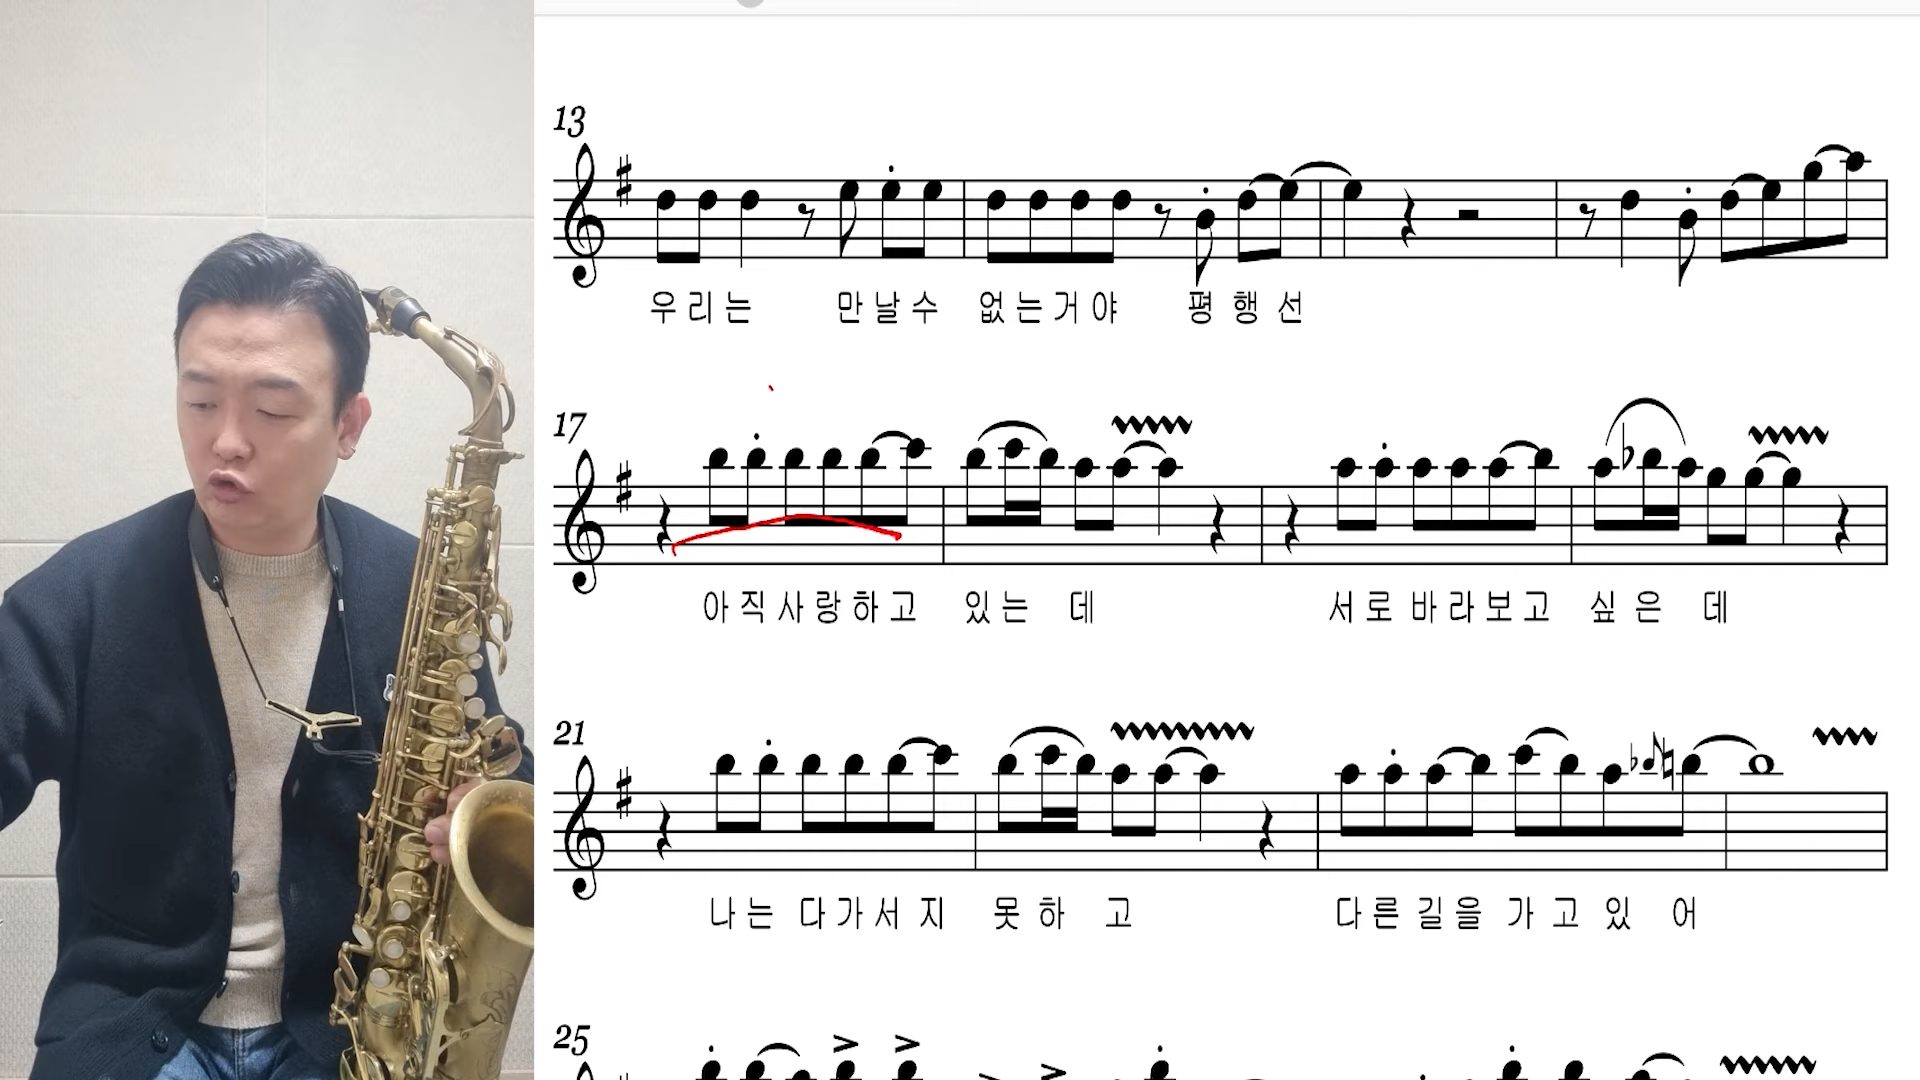 13
우리는 만날수 없는거야 평행선
17
아직사랑하고 있는 데 서로바라보고 싶은 데
21
나는 다가서지 못하 고 다른길을 가고있 어
25